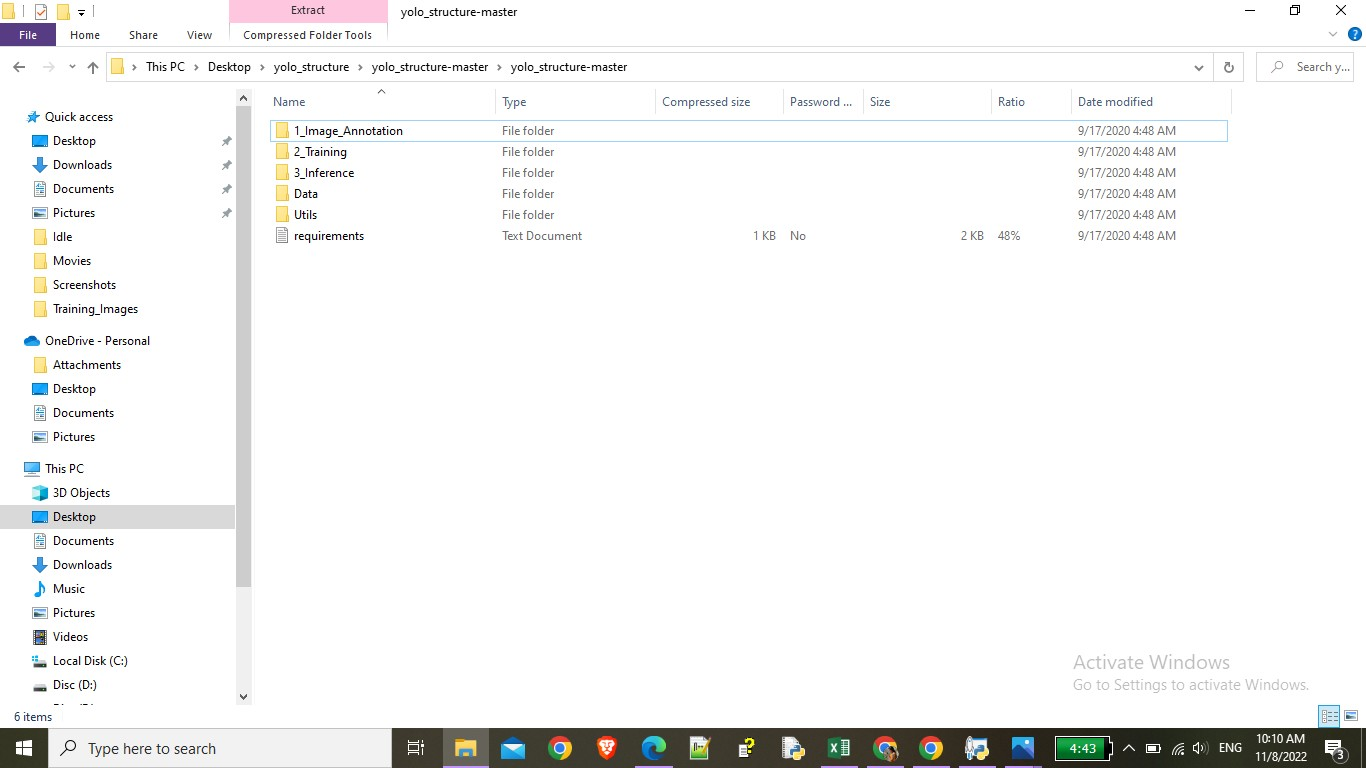 Extract
yolo_structure-master
File
Home
Share
View
Compressed Folder Tools
This PC
Desktop
yolo_structure
yolo_structure-master
yolo_structure-master
Search y...
Name
Type
Compressed size
Password ...
Size
Ratio
Date modified
1_Image_Annotation File folder 9/17/2020 4:48 AM
2_Training File folder 9/17/2020 4:48 AM
3_Inference File folder 9/17/2020 4:48 AM
Data File folder 9/17/2020 4:48 AM
Utils File folder 9/17/2020 4:48 AM
requirements Text Document 1 KB No 2 KB 48% 9/17/2020 4:48 AM
Quick access
Desktop
Downloads
Documents
Pictures
Idle
Movies
Screenshots
Training_Images
OneDrive - Personal
Attachments
Desktop
Documents
Pictures
This PC
3D Objects
Desktop
Documents
Downloads
Music
Pictures
Videos
Local Disk (C:)
Disc (D:)
Activate Windows
Go to Settings to activate Windows.
6 items
Type here to search
4:43
ENG
10:10 AM
11/8/2022
3